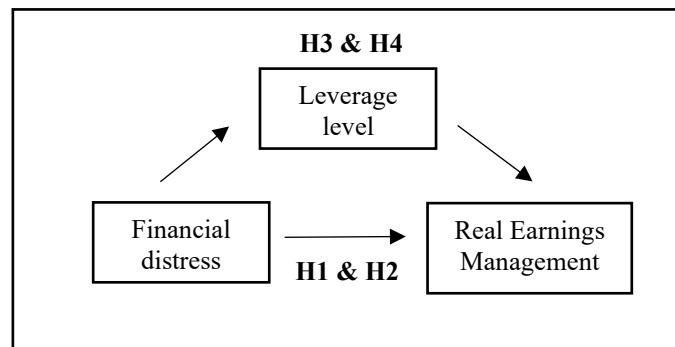 H3 & H4
Leverage
level
Financial
distress
H1 & H2
Real Earnings
Management